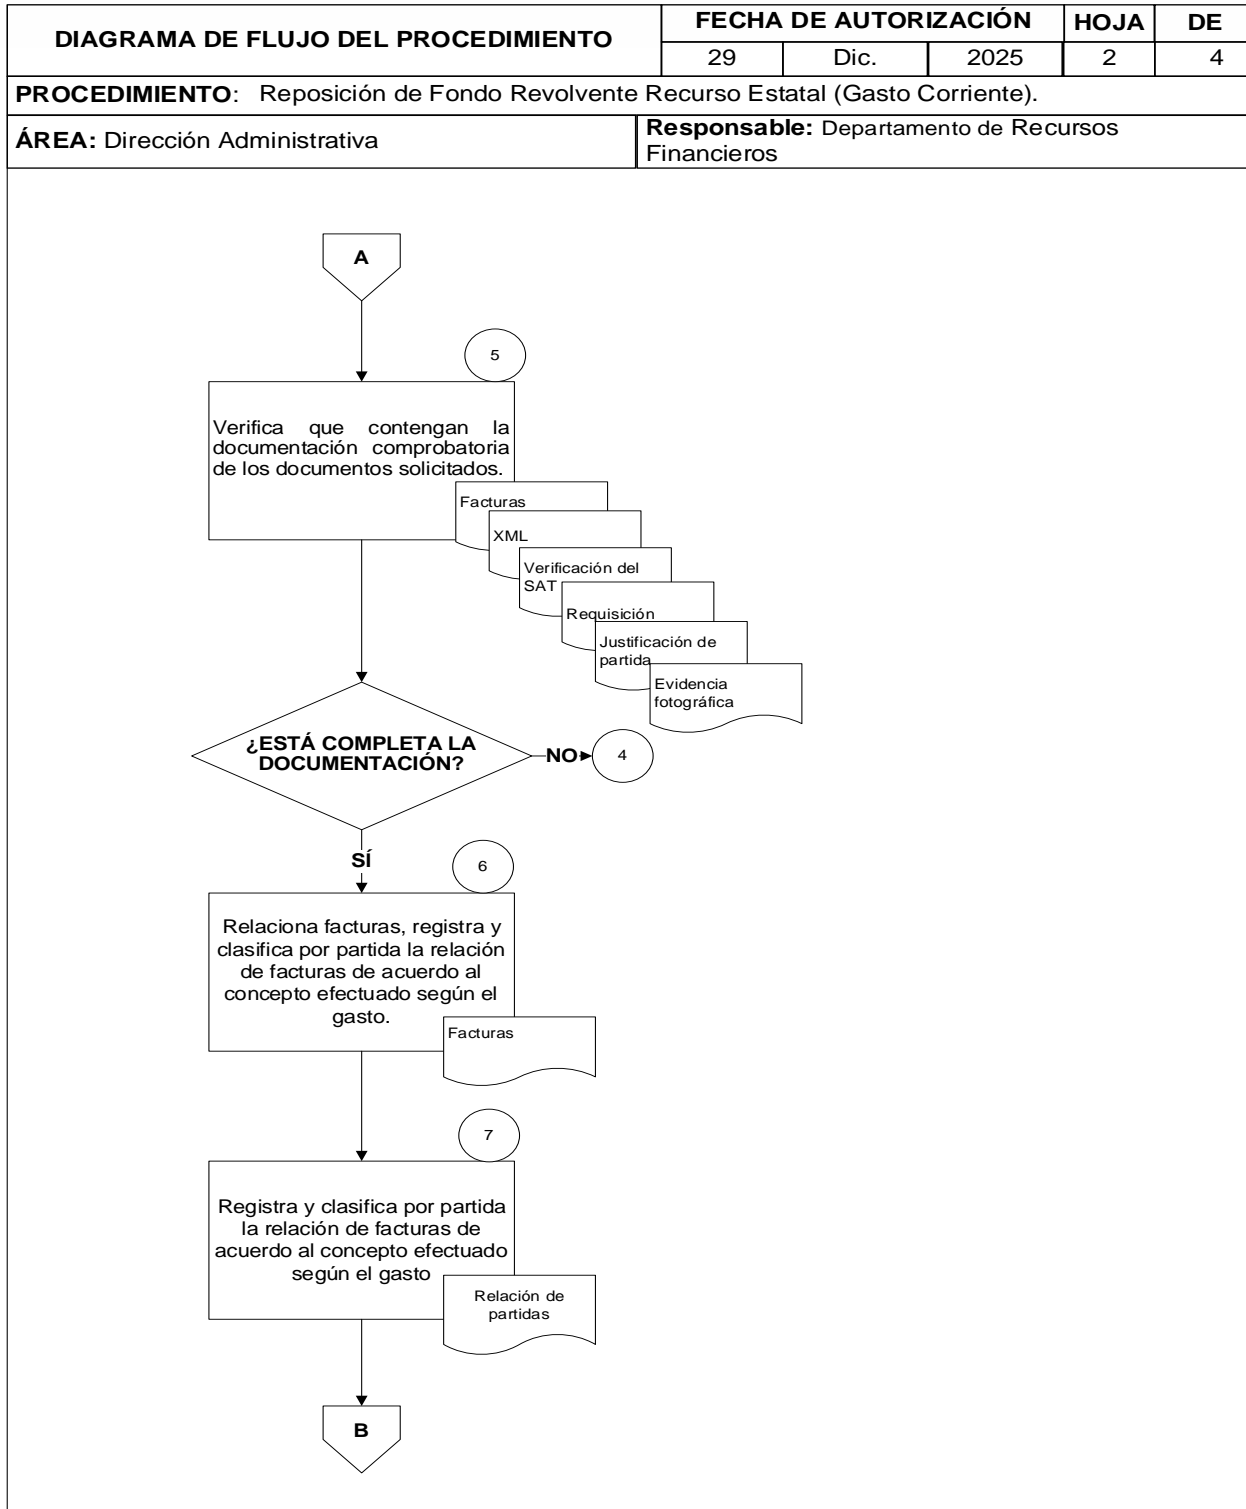 DIAGRAMA DE FLUJO DEL PROCEDIMIENTO
FECHA DE AUTORIZACIÓN
HOJA
DE
29
Dic.
2025
2
4
PROCEDIMIENTO: Reposición de Fondo Revolvente Recurso Estatal (Gasto Corriente).
ÁREA: Dirección Administrativa
Responsable: Departamento de Recursos
Financieros
A
5
Verifica que contengan la
documentación comprobatoria
de los documentos solicitados.
Facturas
XML
Verificación del
SAT
Requisición
Justificación de
partida
Evidencia
fotográfica
¿ESTÁ COMPLETA LA
DOCUMENTACIÓN?
NO
4
SÍ
6
Relaciona facturas, registra y
clasifica por partida la relación
de facturas de acuerdo al
concepto efectuado según el
gasto.
Facturas
7
Registra y clasifica por partida
la relación de facturas de
acuerdo al concepto efectuado
según el gasto
Relación de
partidas
B